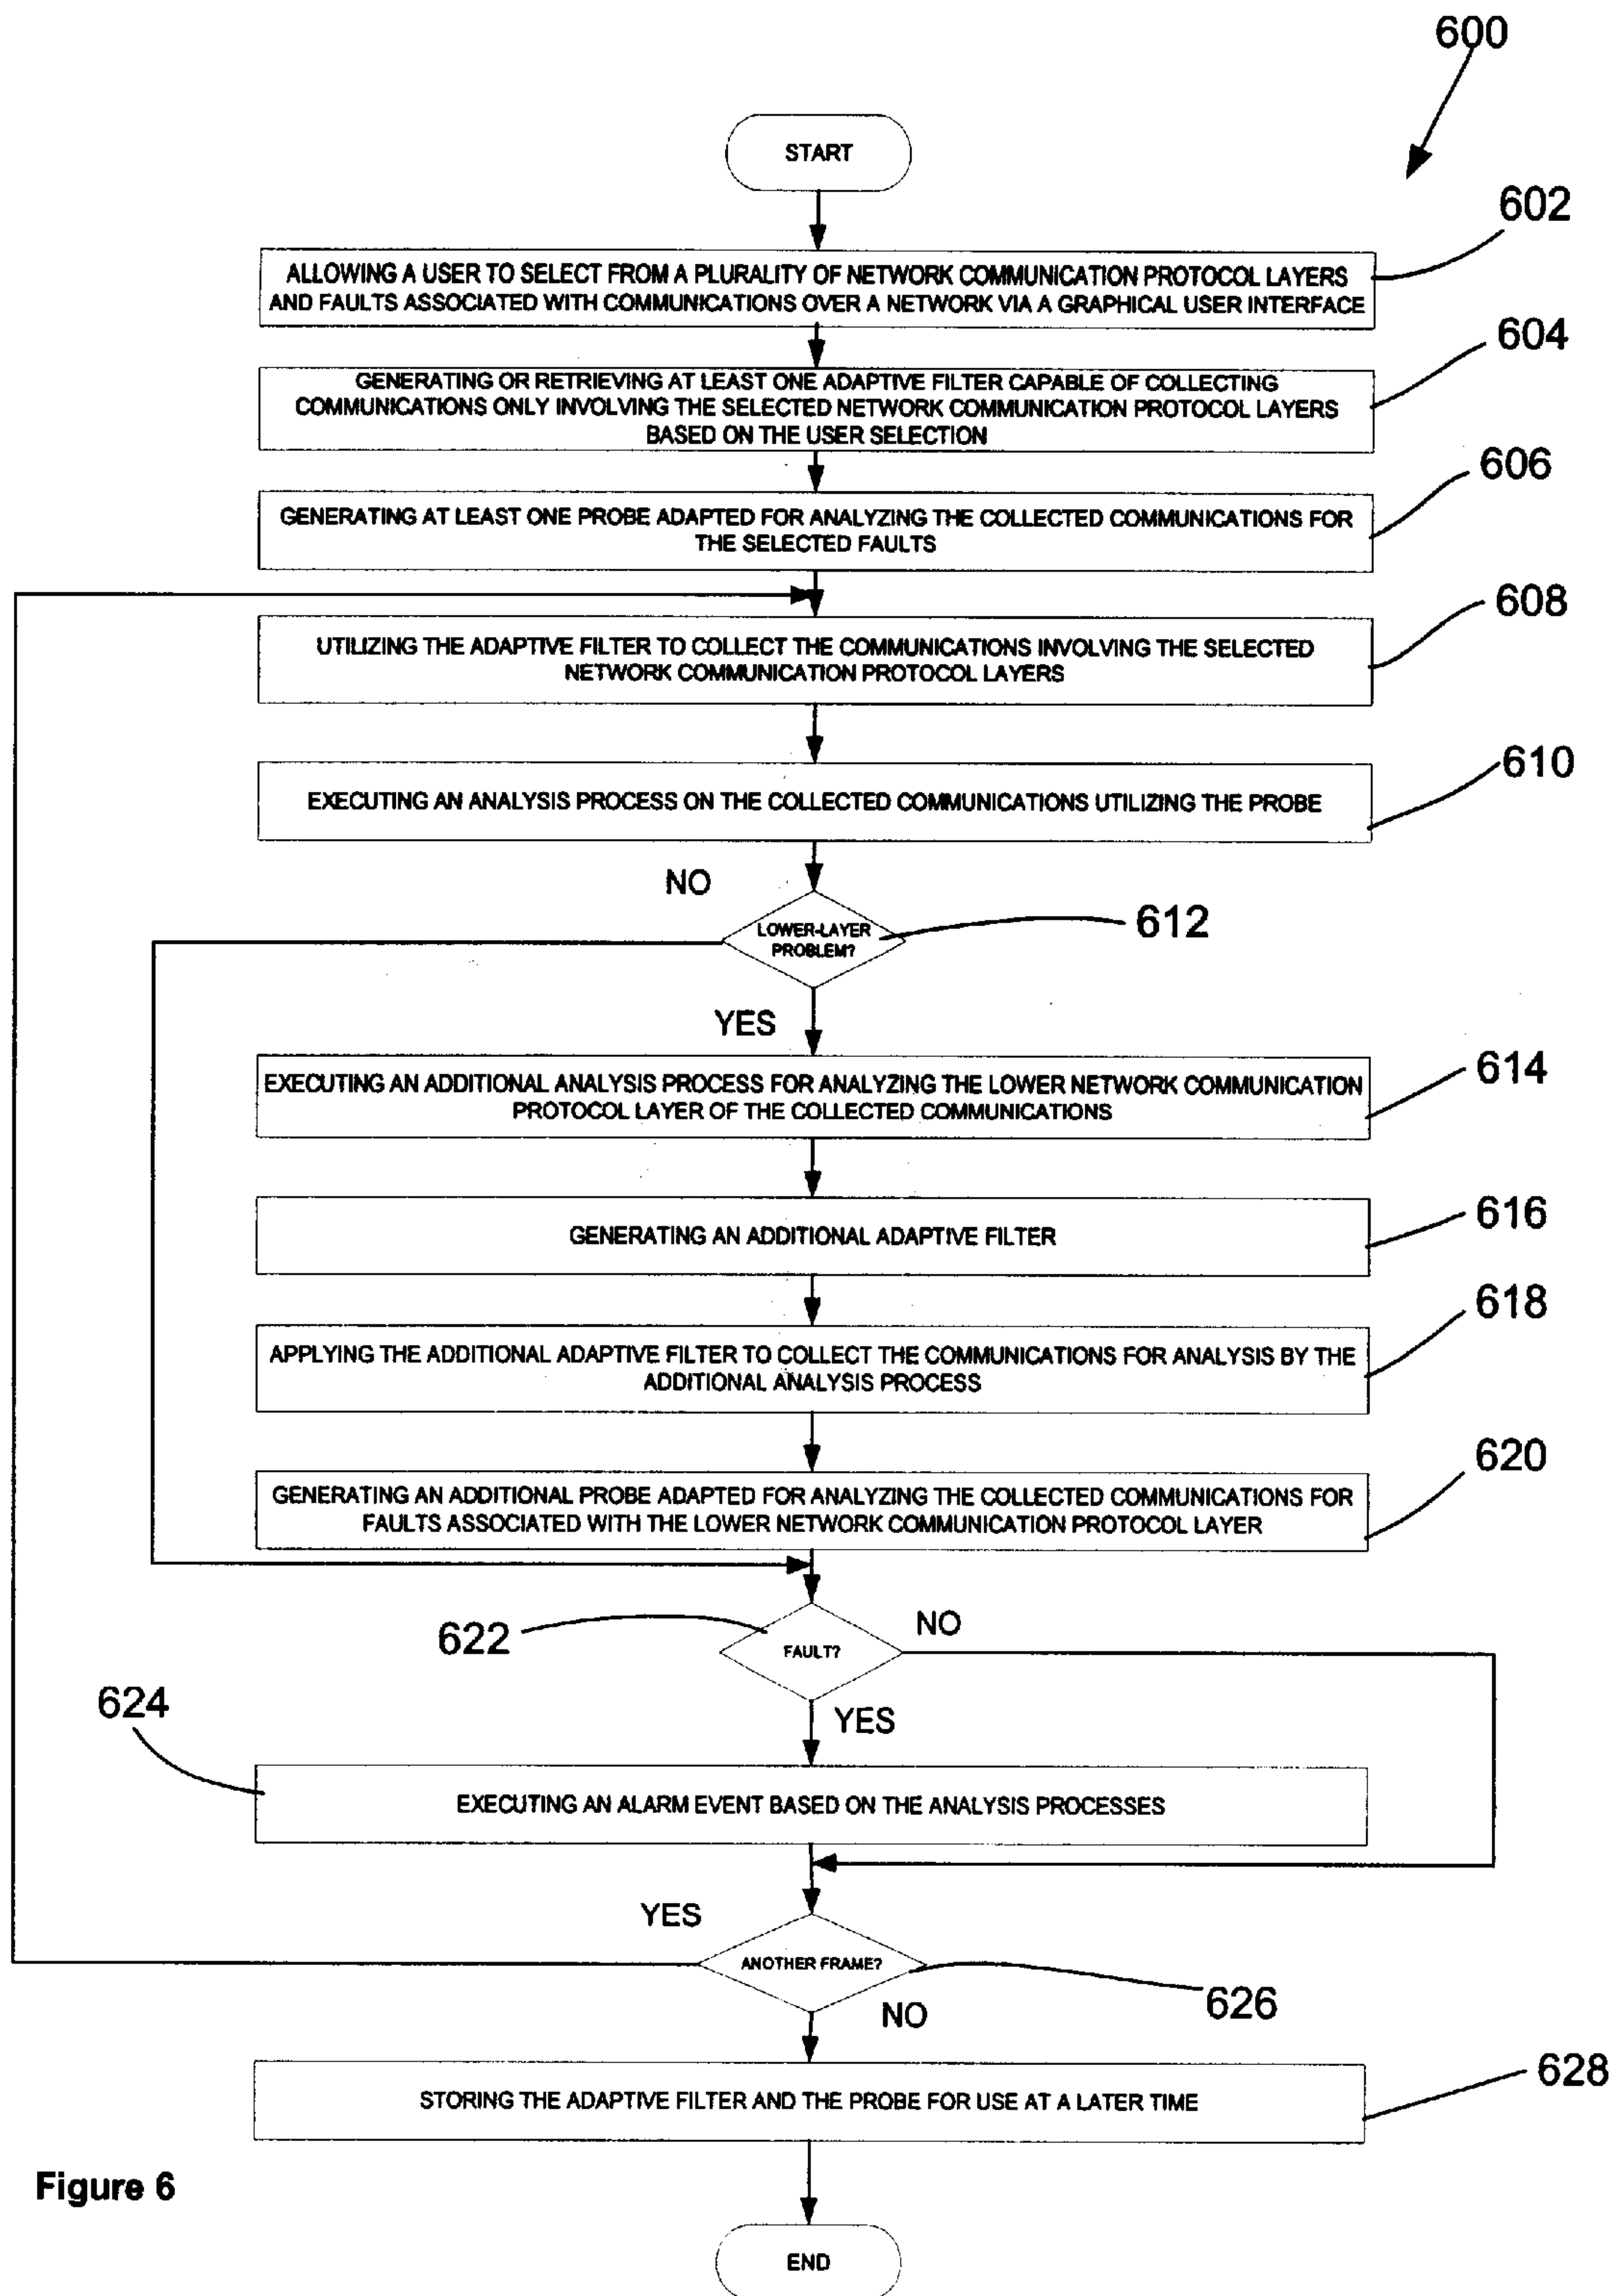 600
START
602
ALLOWING A USER TO SELECT FROM A PLURALITY OF NETWORK COMMUNICATION PROTOCOL LAYERS
AND FAULTS ASSOCIATED WITH COMMUNICATIONS OVER A NETWORK VIA A GRAPHICAL USER INTERFACE
604
GENERATING OR RETRIEVING AT LEAST ONE ADAPTIVE FILTER CAPABLE OF COLLECTING
COMMUNICATIONS ONLY INVOLVING THE SELECTED NETWORK COMMUNICATION PROTOCOL LAYERS
BASED ON THE USER SELECTION
606
GENERATING AT LEAST ONE PROBE ADAPTED FOR ANALYZING THE COLLECTED COMMUNICATIONS FOR
THE SELECTED FAULTS
608
UTILIZING THE ADAPTIVE FILTER TO COLLECT THE COMMUNICATIONS INVOLVING THE SELECTED
NETWORK COMMUNICATION PROTOCOL LAYERS
610
EXECUTING AN ANALYSIS PROCESS ON THE COLLECTED COMMUNICATIONS UTILIZING THE PROBE
NO
612
LOWER-LAYER
PROBLEM?
YES
614
EXECUTING AN ADDITIONAL ANALYSIS PROCESS FOR ANALYZING THE LOWER NETWORK COMMUNICATION
PROTOCOL LAYER OF THE COLLECTED COMMUNICATIONS
616
GENERATING AN ADDITIONAL ADAPTIVE FILTER
618
APPLYING THE ADDITIONAL ADAPTIVE FILTER TO COLLECT THE COMMUNICATIONS FOR ANALYSIS BY THE
ADDITIONAL ANALYSIS PROCESS
620
GENERATING AN ADDITIONAL PROBE ADAPTED FOR ANALYZING THE COLLECTED COMMUNICATIONS FOR
FAULTS ASSOCIATED WITH THE LOWER NETWORK COMMUNICATION PROTOCOL LAYER
622
FAULT?
NO
624
YES
EXECUTING AN ALARM EVENT BASED ON THE ANALYSIS PROCESSES
YES
ANOTHER FRAME?
626
NO
628
STORING THE ADAPTIVE FILTER AND THE PROBE FOR USE AT A LATER TIME
Figure 6
END